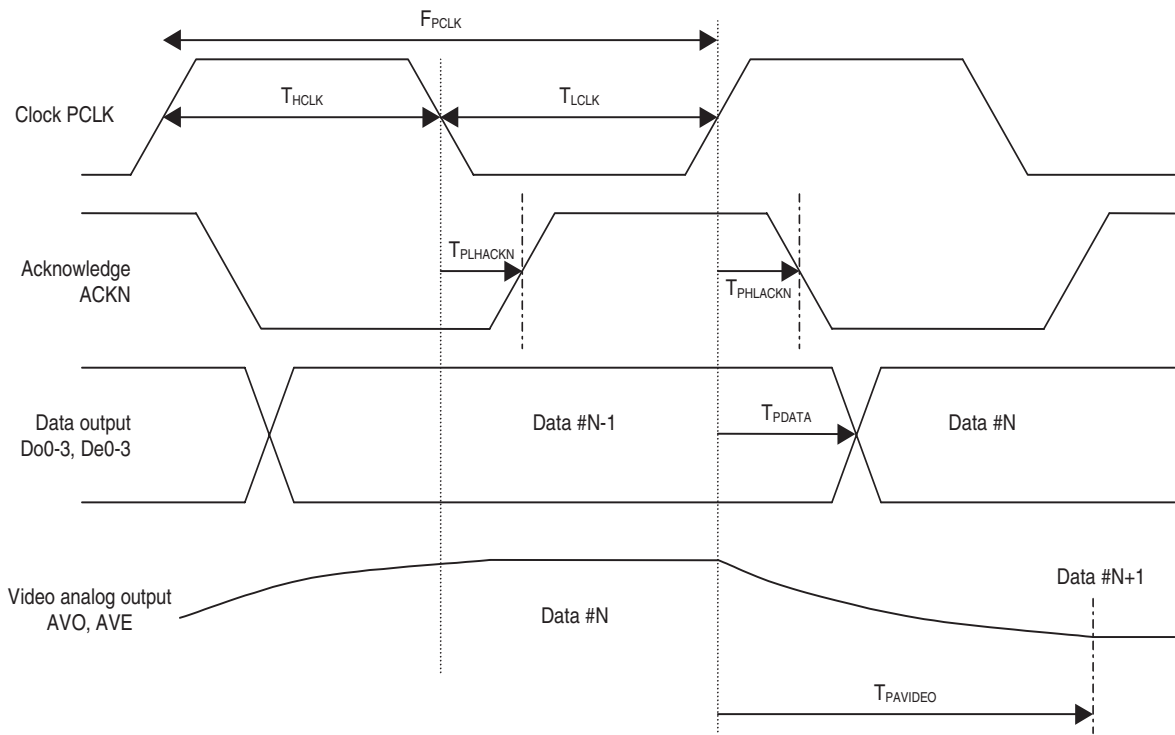 FPCLK
Clock PCLK
THCLK
TLCLK
Acknowledge
ACKN
TPLHACKN
TPHLACKN
Data output
Do0-3, De0-3
Data #N-1
TPDATA
Data #N
Video analog output
AVO, AVE
Data #N
Data #N+1
TPAVIDEO